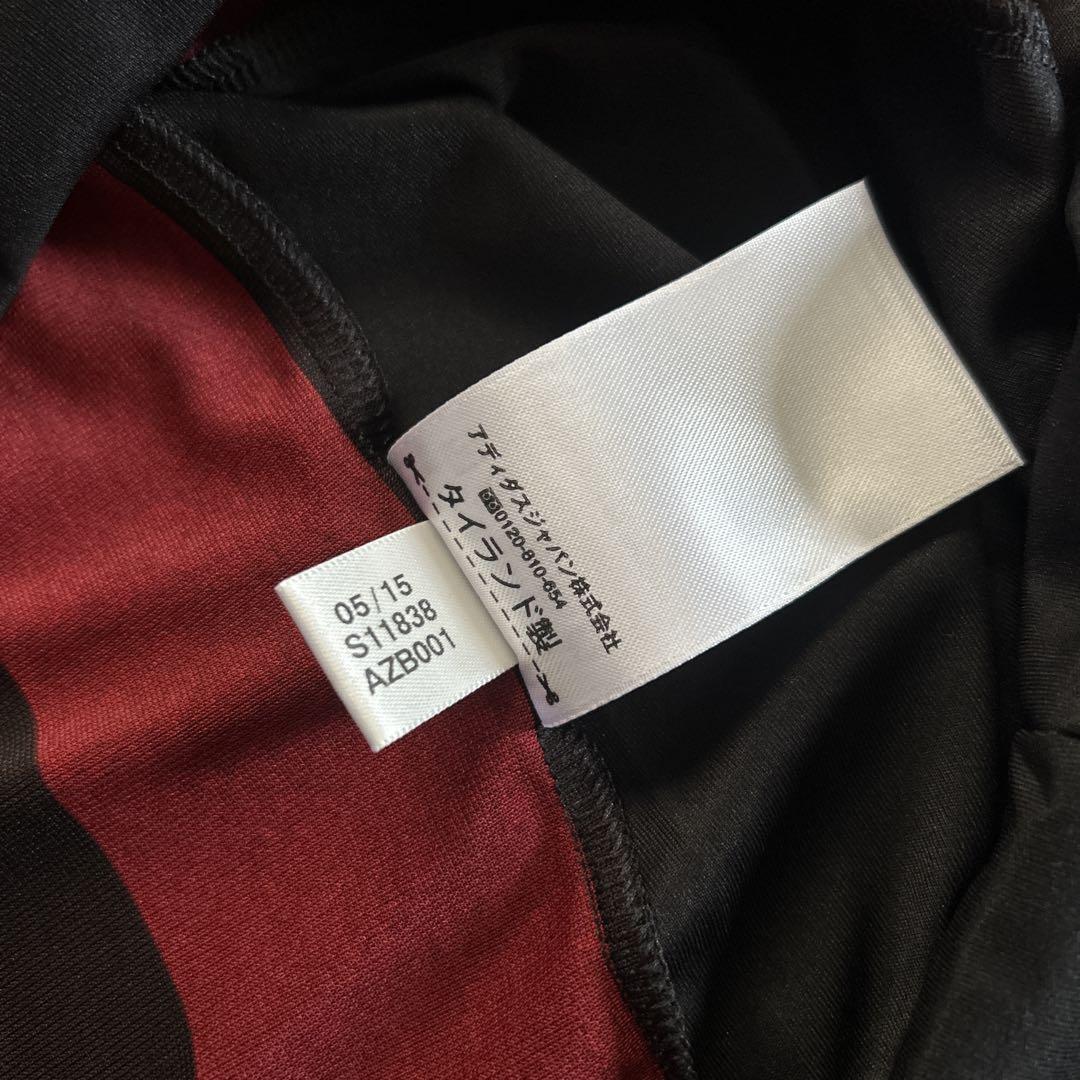 アディダスジャパン株式会社
0120-810-654
タイランド製
05/15
S11838
AZB001